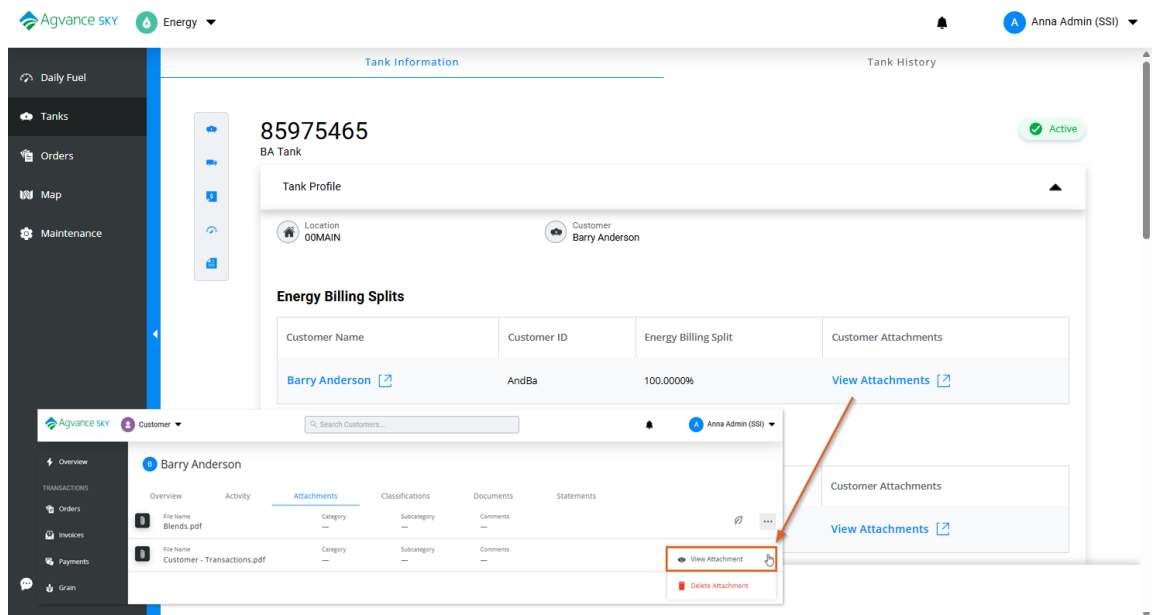 Agvance SKY
Energy
A
Anna Admin (SSI)
Daily Fuel
Tanks
Orders
Map
Maintenance
Tank Information
Tank History
85975465
BA Tank
Active
Tank Profile
Location
00MAIN
Customer
Barry Anderson
Energy Billing Splits
Customer Name
Customer ID
Energy Billing Split
Customer Attachments
Barry Anderson
AndBa
100.0000%
View Attachments
Customer Attachments
View Attachments
Agvance SKY
Customer
Search Customers...
A
Anna Admin (SSI)
Overview
TRANSACTIONS
Orders
Invoices
Payments
Grain
B
Barry Anderson
Overview
Activity
Attachments
Classifications
Documents
Statements
File Name
Category
Subcategory
Comments
Blends.pdf
—
—
—
File Name
Category
Subcategory
Comments
Customer - Transactions.pdf
—
—
—
View Attachment
Delete Attachment